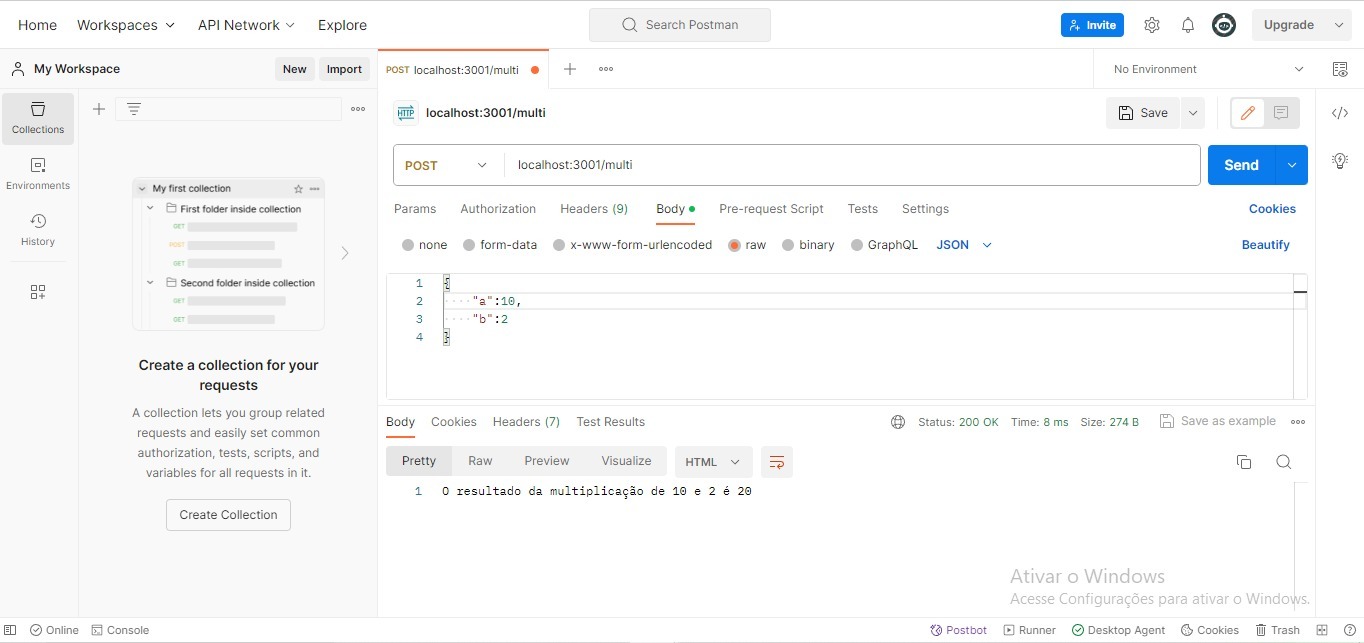 Home Workspaces API Network Explore Search Postman Invite Upgrade
My Workspace New Import POST localhost:3001/multi No Environment
Collections
Environments
History
My first collection
First folder inside collection
GET
POST
GET
Second folder inside collection
GET
GET
Create a collection for your
requests
A collection lets you group related
requests and easily set common
authorization, tests, scripts, and
variables for all requests in it.
Create Collection
HTTP localhost:3001/multi Save
POST localhost:3001/multi Send
Params Authorization Headers (9) Body Pre-request Script Tests Settings Cookies
none form-data x-www-form-urlencoded raw binary GraphQL JSON Beautify
1 {
2 "a":10,
3 "b":2
4 }
Body Cookies Headers (7) Test Results Status: 200 OK Time: 8 ms Size: 274 B Save as example
Pretty Raw Preview Visualize HTML
1 O resultado da multiplicação de 10 e 2 é 20
Ativar o Windows
Acesse Configurações para ativar o Windows.
Online Console Postbot Runner Desktop Agent Cookies Trash